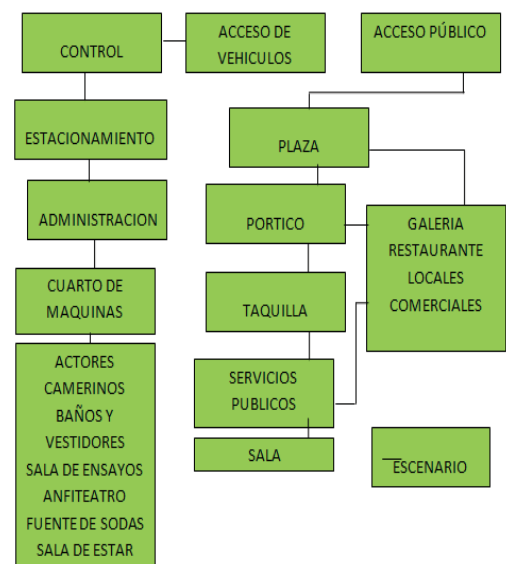 CONTROL
ACCESO DE
VEHICULOS
ACCESO PÚBLICO
ESTACIONAMIENTO
PLAZA
ADMINISTRACION
PORTICO
GALERIA
RESTAURANTE
LOCALES
COMERCIALES
CUARTO DE
MAQUINAS
TAQUILLA
ACTORES
CAMERINOS
BAÑOS Y
VESTIDORES
SALA DE ENSAYOS
ANFITEATRO
FUENTE DE SODAS
SALA DE ESTAR
SERVICIOS
PUBLICOS
SALA
ESCENARIO